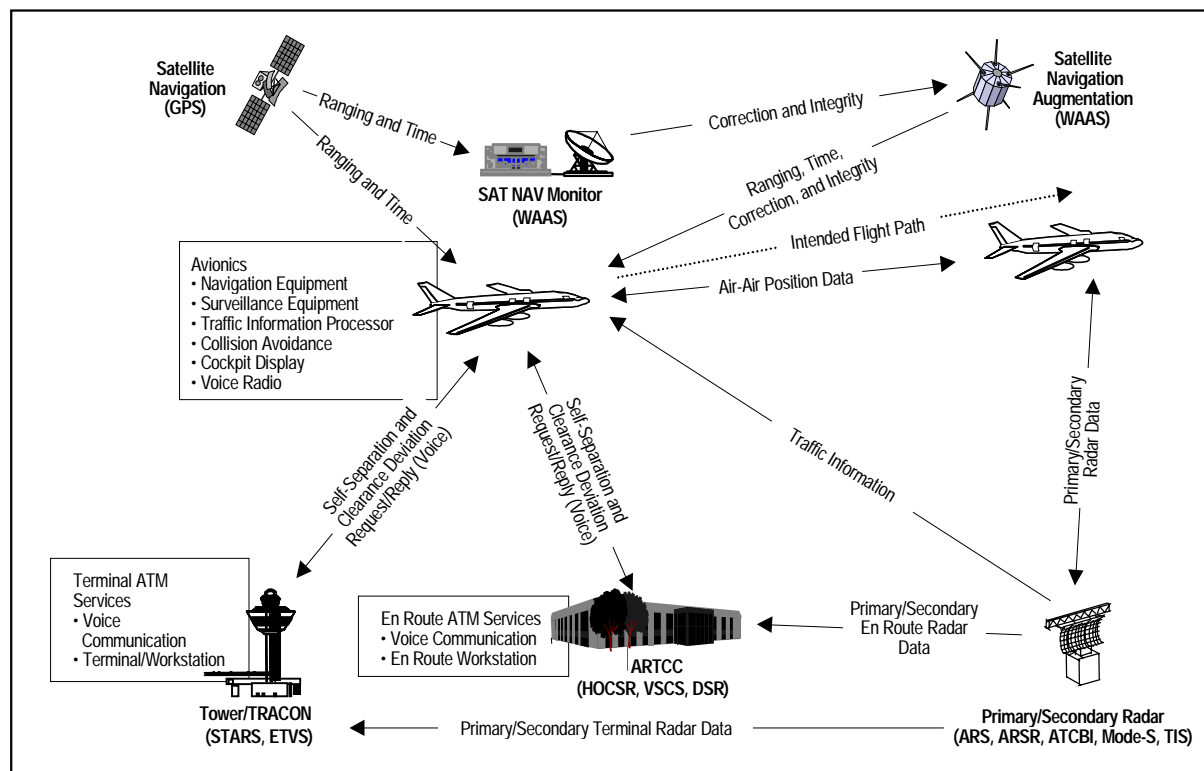 Satellite
Navigation
(GPS)
Ranging and Time
Ranging and Time
SAT NAV Monitor
(WAAS)
Correction and Integrity
Satellite
Navigation
Augmentation
(WAAS)
Ranging, Time,
Correction, and Integrity
Intended Flight Path
Air-Air Position Data
Avionics
• Navigation Equipment
• Surveillance Equipment
• Traffic Information Processor
• Collision Avoidance
• Cockpit Display
• Voice Radio
Self-Separation and
Clearance Deviation
Request/Reply (Voice)
Self-Separation and
Clearance Deviation
Request/Reply (Voice)
Traffic Information
Primary/Secondary
Radar Data
Terminal ATM
Services
• Voice
Communication
• Terminal/Workstation
Tower/TRACON
(STARS, ETVS)
En Route ATM Services
• Voice Communication
• En Route Workstation
ARTCC
(HOCSR, VSCS, DSR)
Primary/Secondary
En Route Radar
Data
Primary/Secondary Terminal Radar Data
Primary/Secondary Radar
(ARS, ARSR, ATCBI, Mode-S, TIS)